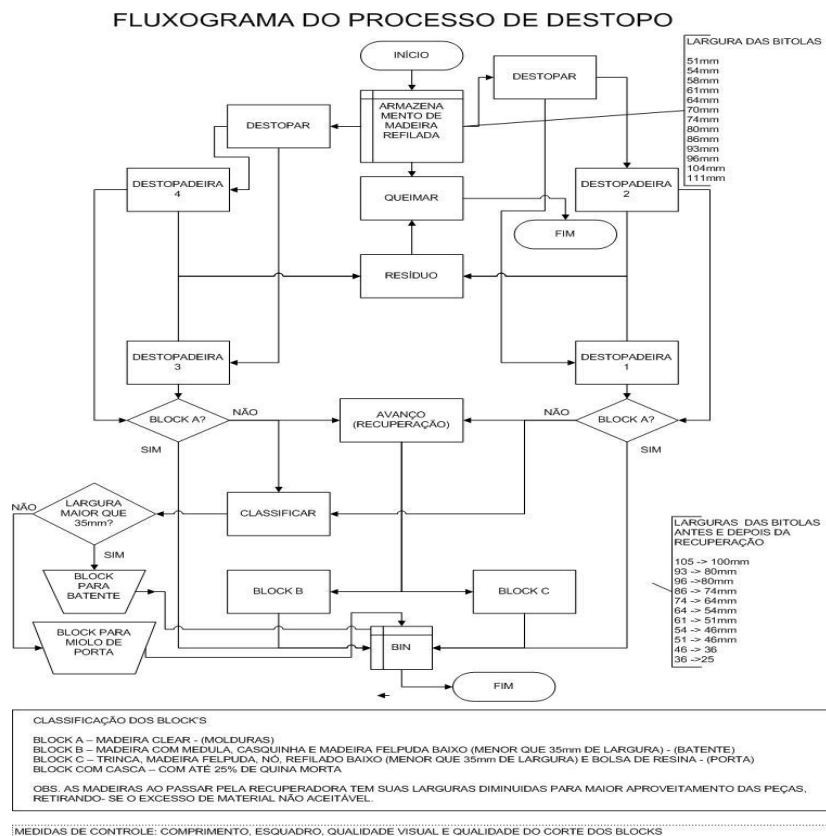 FLUXOGRAMA DO PROCESSO DE DESTOPO
INÍCIO
LARGURA DAS BITOLAS
51mm
54mm
58mm
61mm
64mm
70mm
74mm
80mm
86mm
93mm
96mm
104mm
111mm
DESTOPAR
ARMAZENA
MENTO DE
MADEIRA
REFILADA
DESTOPAR
DESTOPADEIRA
4
QUEIMAR
DESTOPADEIRA
2
FIM
RESÍDUO
DESTOPADEIRA
3
DESTOPADEIRA
1
BLOCK A?
NÃO
SIM
AVANÇO
(RECUPERAÇÃO)
NÃO
BLOCK A?
SIM
NÃO
LARGURA
MAIOR QUE
35mm?
SIM
CLASSIFICAR
LARGURAS DAS BITOLAS
ANTES E DEPOIS DA
RECUPERAÇÃO
105 -> 100mm
93 -> 80mm
96 ->80mm
86 -> 74mm
74 -> 64mm
64 -> 54mm
61 -> 51mm
54 -> 46mm
51 -> 46mm
46 -> 36
36 ->25
BLOCK
PARA
BATENTE
BLOCK B
BLOCK C
BLOCK PARA
MIOLO DE
PORTA
BIN
FIM
CLASSIFICAÇÃO DOS BLOCK'S
BLOCK A – MADEIRA CLEAR - (MOLDURAS)
BLOCK B – MADEIRA COM MEDULA, CASQUINHA E MADEIRA FELPUDA BAIXO (MENOR QUE 35mm DE LARGURA) - (BATENTE)
BLOCK C – TRINCA, MADEIRA FELPUDA, NÓ, REFILADO BAIXO (MENOR QUE 35mm DE LARGURA) E BOLSA DE RESINA - (PORTA)
BLOCK COM CASCA – COM ATÉ 25% DE QUINA MORTA
OBS. AS MADEIRAS AO PASSAR PELA RECUPERADORA TEM SUAS LARGURAS DIMINUIDAS PARA MAIOR APROVEITAMENTO DAS PEÇAS,
RETIRANDO- SE O EXCESSO DE MATERIAL NÃO ACEITÁVEL.
MEDIDAS DE CONTROLE: COMPRIMENTO, ESQUADRO, QUALIDADE VISUAL E QUALIDADE DO CORTE DOS BLOCKS